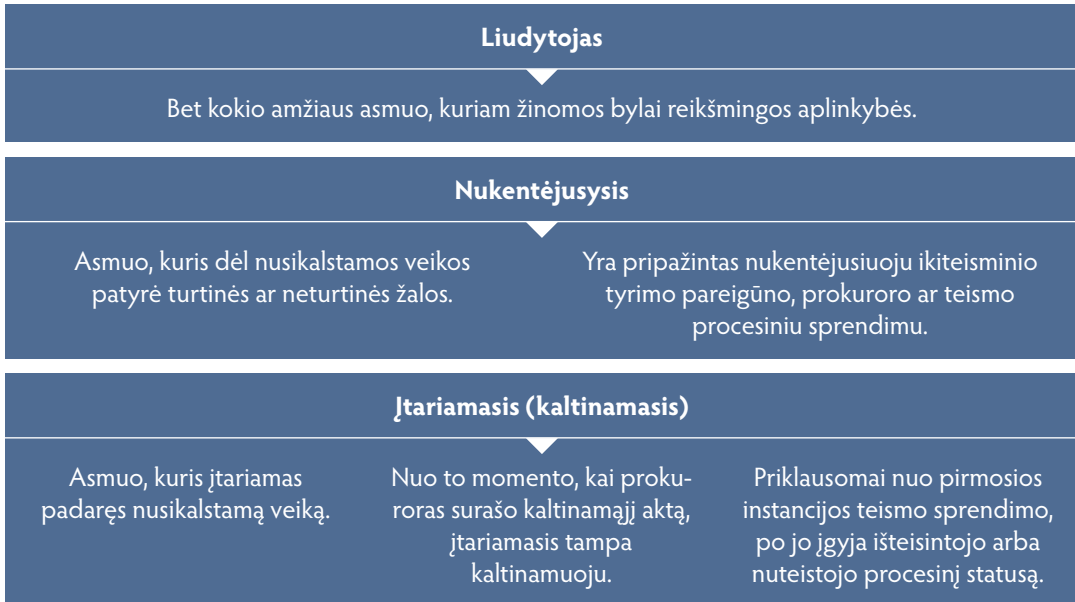 Liudytojas
Bet kokio amžiaus asmuo, kuriam žinomos bylai reikšmingos aplinkybės.
Nukentėjusysis
Asmuo, kuris dėl nusikalstamos veikos
patyrė turtinės ar neturtinės žalos.
Yra pripažintas nukentėjusiuoju ikiteisminio
tyrimo pareigūno, prokuroro ar teismo
procesiniu sprendimu.
Įtariamasis (kaltinamasis)
Asmuo, kuris įtariamas
padaręs nusikalstamą veiką.
Nuo to momento, kai proku-
roras surašo kaltinamąjį aktą,
įtariamasis tampa
kaltinamuoju.
Priklausomai nuo pirmosios
instancijos teismo sprendimo,
po jo įgyja išteisintojo arba
nuteistojo procesinį statusą.